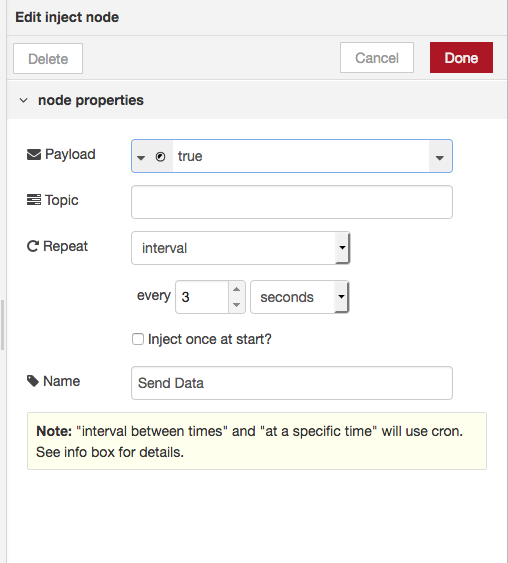 Edit inject node
Delete Cancel Done
node properties
Payload true
Topic
Repeat interval
every 3 seconds
Inject once at start?
Name Send Data
Note: "interval between times" and "at a specific time" will use cron.
See info box for details.